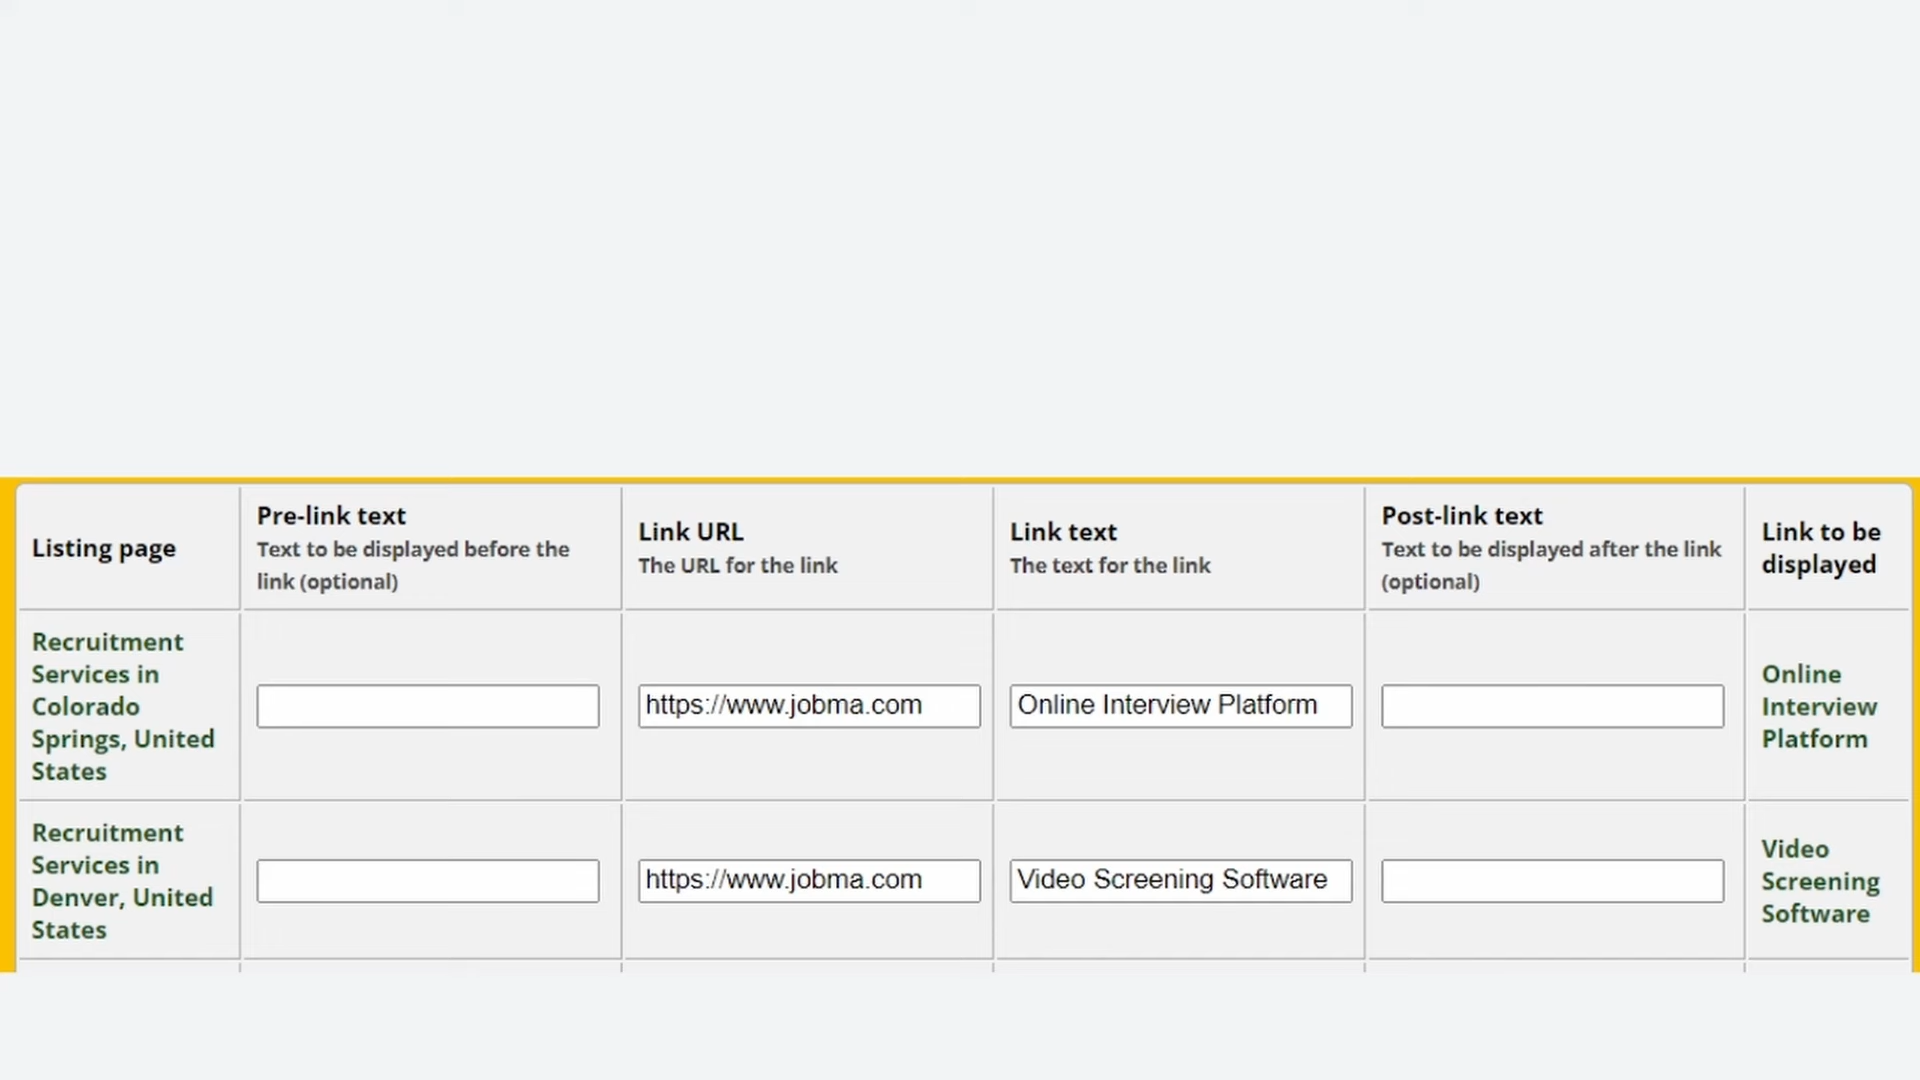 Listing page
Pre-link text
Text to be displayed before the
link (optional)
Link URL
The URL for the link
Link text
The text for the link
Post-link text
Text to be displayed after the link
(optional)
Link to be
displayed
Recruitment
Services in
Colorado
Springs, United
States
https://www.jobma.com
Online Interview Platform
Online
Interview
Platform
Recruitment
Services in
Denver, United
States
https://www.jobma.com
Video Screening Software
Video
Screening
Software